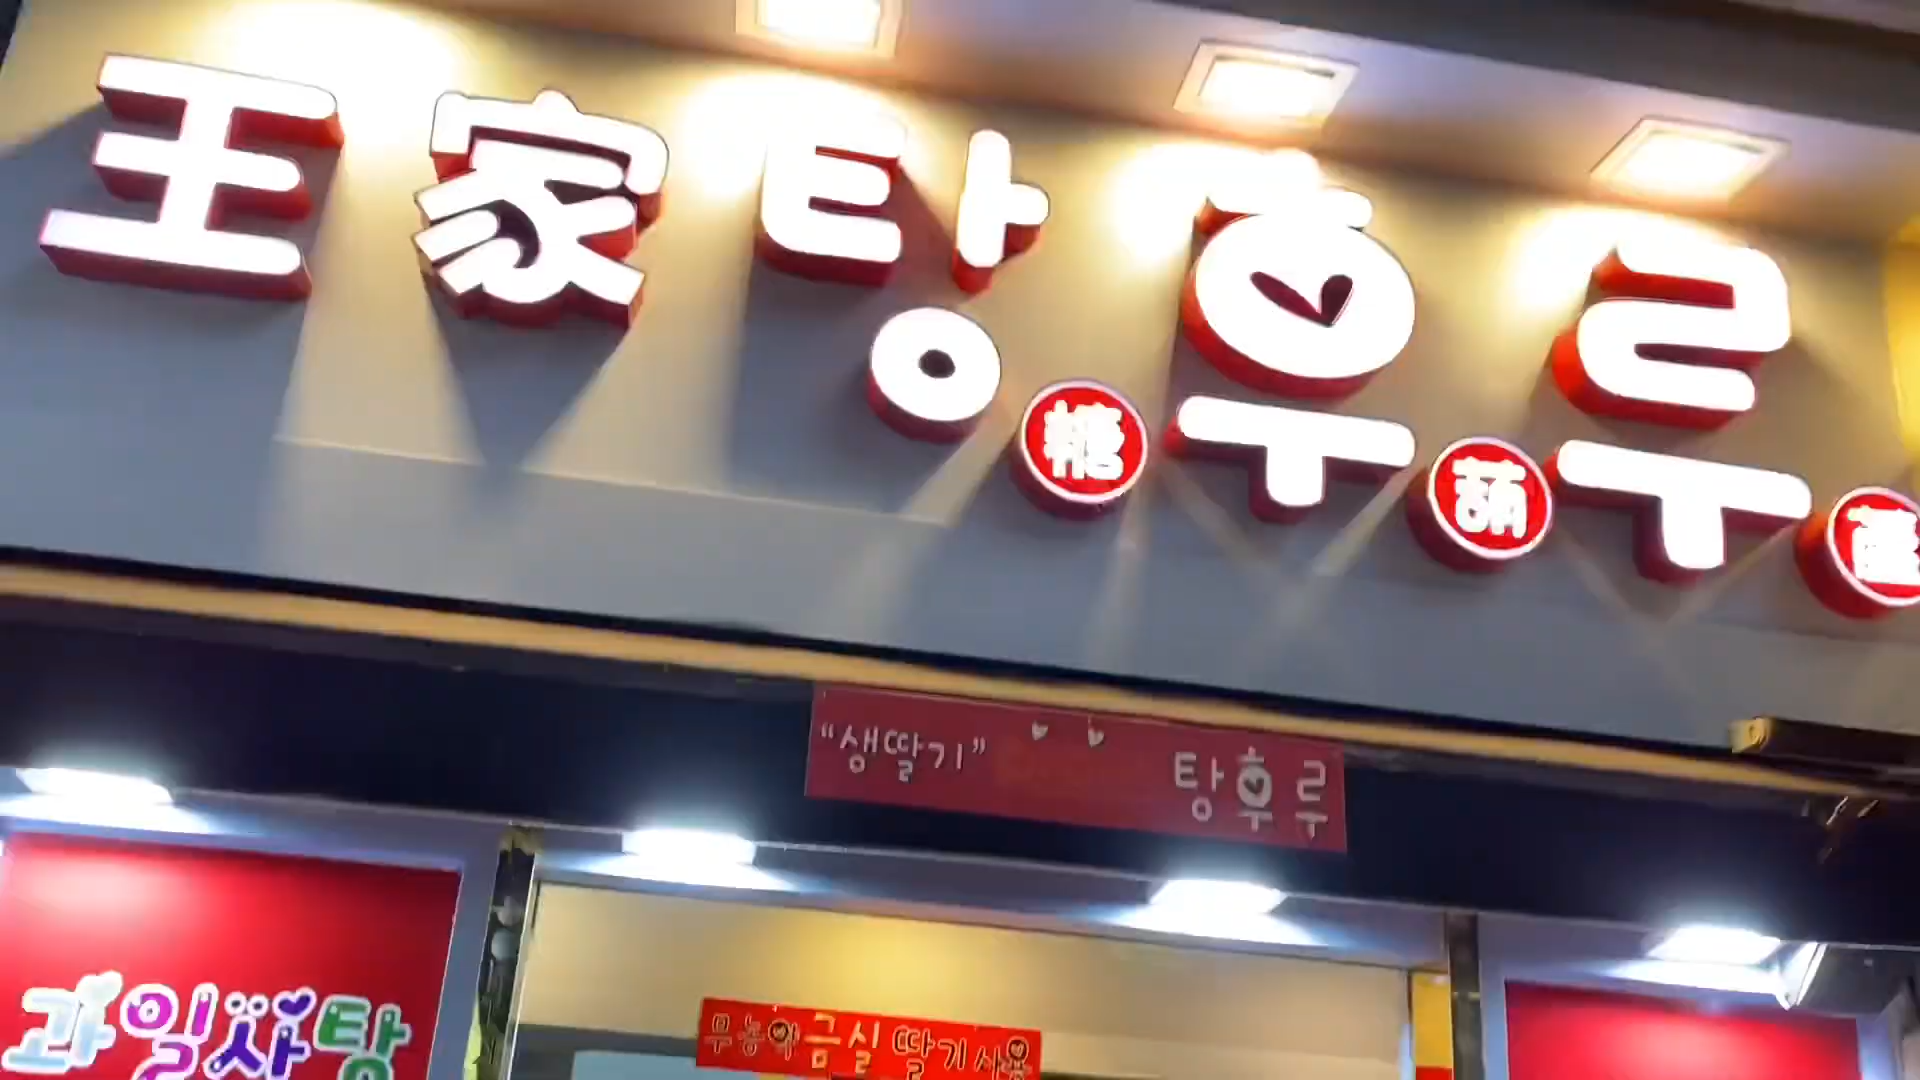 王家탕후루
糖葫蘆
“생딸기” 탕후루
과일사탕
무농약 금실 딸기 사용